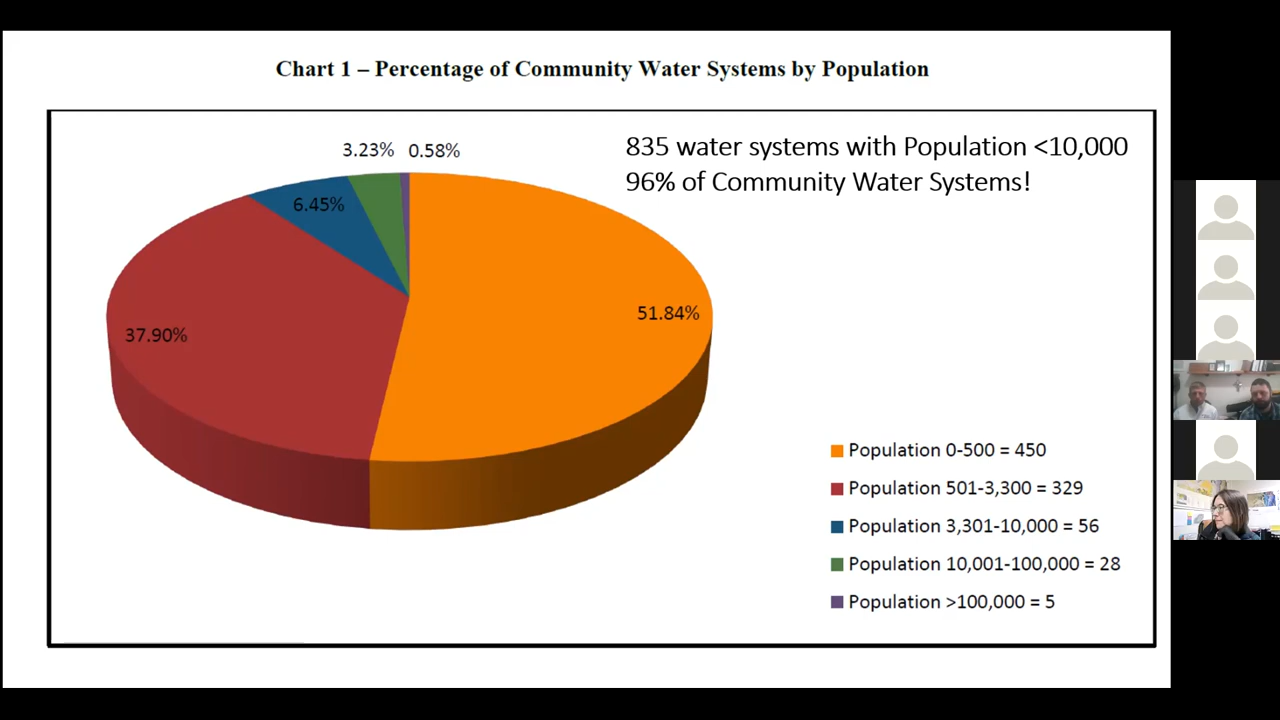 Chart 1 – Percentage of Community Water Systems by Population
835 water systems with Population <10,000
96% of Community Water Systems!
3.23% 0.58%
6.45%
51.84%
37.90%
Population 0-500 = 450
Population 501-3,300 = 329
Population 3,301-10,000 = 56
Population 10,001-100,000 = 28
Population >100,000 = 5